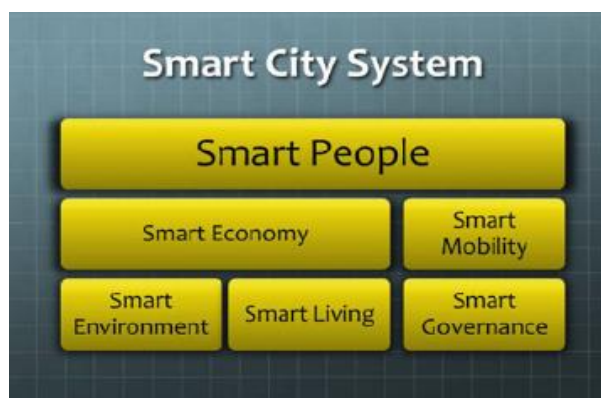 Smart City System
Smart People
Smart Economy
Smart
Mobility
Smart
Environment
Smart Living
Smart
Governance